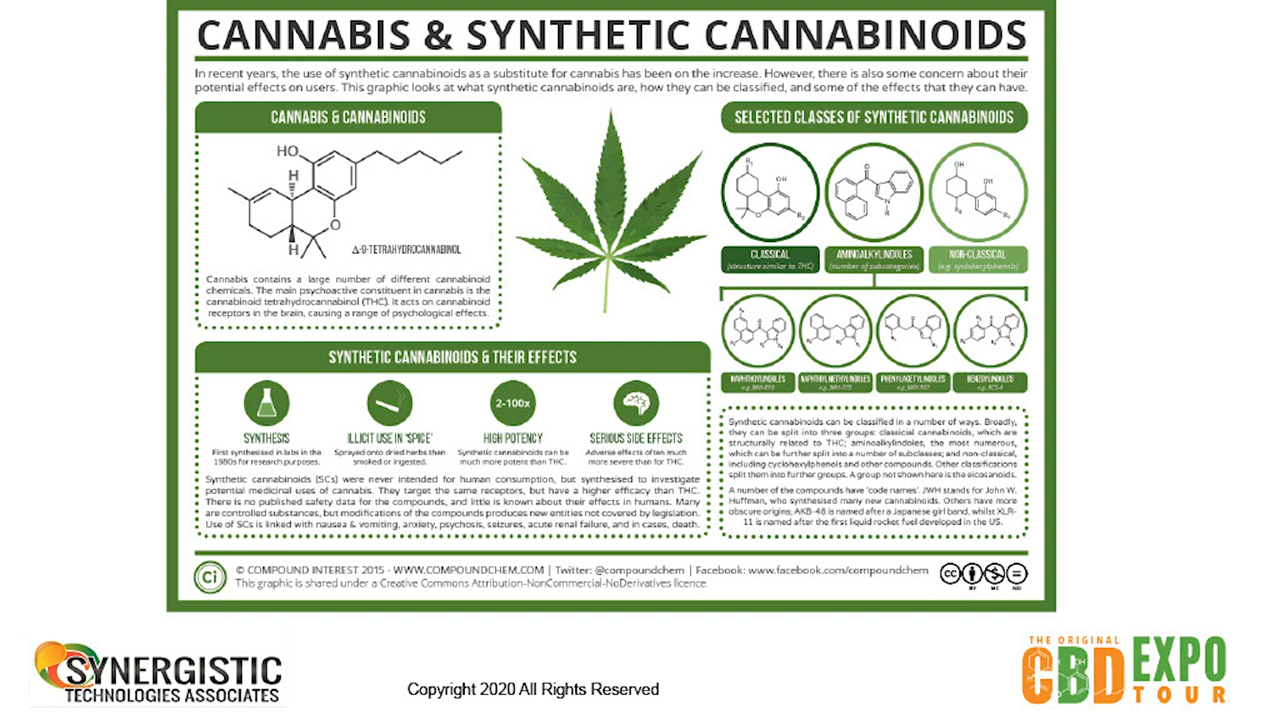 CANNABIS & SYNTHETIC CANNABINOIDS
In recent years, the use of synthetic cannabinoids as a substitute for cannabis has been on the increase. However, there is also some concern about their
potential effects on users. This graphic looks at what synthetic cannabinoids are, how they can be classified, and some of the effects that they can have.
CANNABIS & CANNABINOIDS
HO
H
O
H
Δ-9-TETRAHYDROCANNABINOL
Cannabis contains a large number of different cannabinoid
chemicals. The main psychoactive constituent in cannabis is the
cannabinoid tetrahydrocannabinol (THC). It acts on cannabinoid
receptors in the brain, causing a range of psychological effects.
SYNTHETIC CANNABINOIDS & THEIR EFFECTS
2-100x
SYNTHESIS
First synthesised in labs in the
1980s for research purposes.
ILLICIT USE IN 'SPICE'
Sprayed onto dried herbs then
smoked or ingested.
HIGH POTENCY
Synthetic cannabinoids can be
much more potent than THC.
SERIOUS SIDE EFFECTS
Adverse effects often much
more severe than for THC.
Synthetic cannabinoids (SCs) were never intended for human consumption, but synthesised to investigate
potential medicinal uses of cannabis. They target the same receptors, but have a higher efficacy than THC.
There is no published safety data for the compounds, and little is known about their effects in humans. Many
are controlled substances, but modifications of the compounds produces new entities not covered by legislation.
Use of SCs is linked with nausea & vomiting, anxiety, psychosis, seizures, acute renal failure, and in cases, death.
SELECTED CLASSES OF SYNTHETIC CANNABINOIDS
R1
OH
O
R2
O
N
R
OH
OH
CLASSICAL
(structure similar to THC)
AMINOALKYLINDOLES
(number of subcategories)
NON-CLASSICAL
(e.g. cyclohexylphenols)
NAPHTHOYLINDOLES
NAPHTHYLMETHYLINDOLES
PHENYLACETYLINDOLES
BENZOYLINDOLES
Synthetic cannabinoids can be classified in a number of ways. Broadly,
they can be split into three groups: classicial cannabinoids, which are
structurally related to THC; aminoalkylindoles, the most numerous,
which can be further split into a number of subclasses; and non-classical,
including cyclohexylphenols and other compounds. Other classifications
split them into further groups. A group not shown here is the eicosanoids.
A number of the compounds have 'code names'. JWH stands for John W.
Huffman, who synthesised many new cannabinoids. Others have more
obscure origins; AKB-48 is named after a Japanese girl band, whilst XLR-
11 is named after the first liquid rocket fuel developed in the US.
Ci
© COMPOUND INTEREST 2015 - WWW.COMPOUNDCHEM.COM | Twitter: @compoundchem | Facebook: www.facebook.com/compoundchem
This graphic is shared under a Creative Commons Attribution-NonCommercial-NoDerivatives licence.
CC
BY NC ND
SYNERGISTIC
TECHNOLOGIES ASSOCIATES
Copyright 2020 All Rights Reserved
THE ORIGINAL
CBD EXPO
TOUR